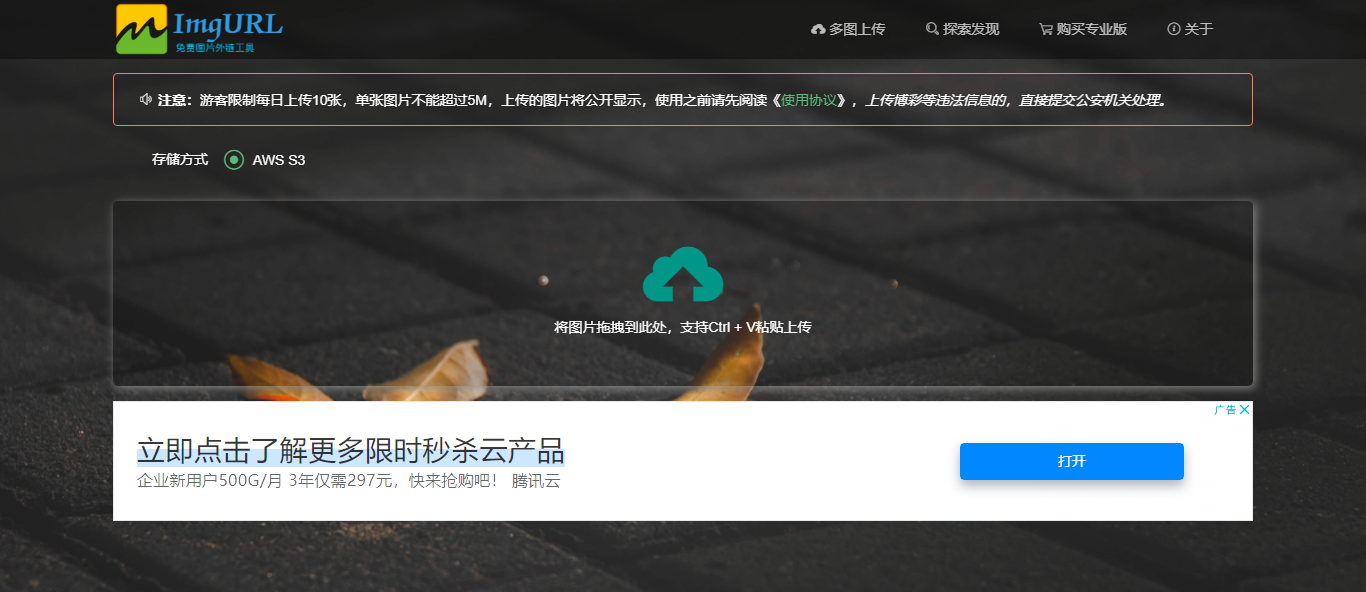 ImgURL
免费图片外链工具
多图上传
探索发现
购买专业版
关于
注意：游客限制每日上传10张，单张图片不能超过5M，上传的图片将公开显示，使用之前请先阅读《使用协议》，上传博彩等违法信息的，直接提交公安机关处理。
存储方式
AWS S3
将图片拖拽到此处，支持Ctrl + V粘贴上传
广告
立即点击了解更多限时秒杀云产品
企业新用户500G/月 3年仅需297元，快来抢购吧！ 腾讯云
打开